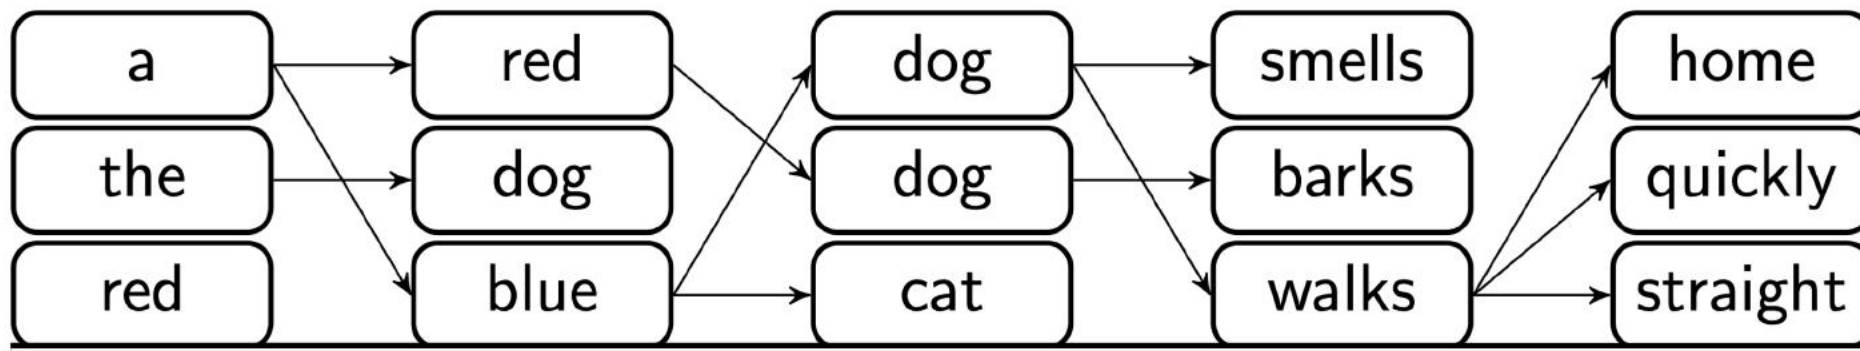 a red dog smells home
the dog dog barks quickly
red blue cat walks straight